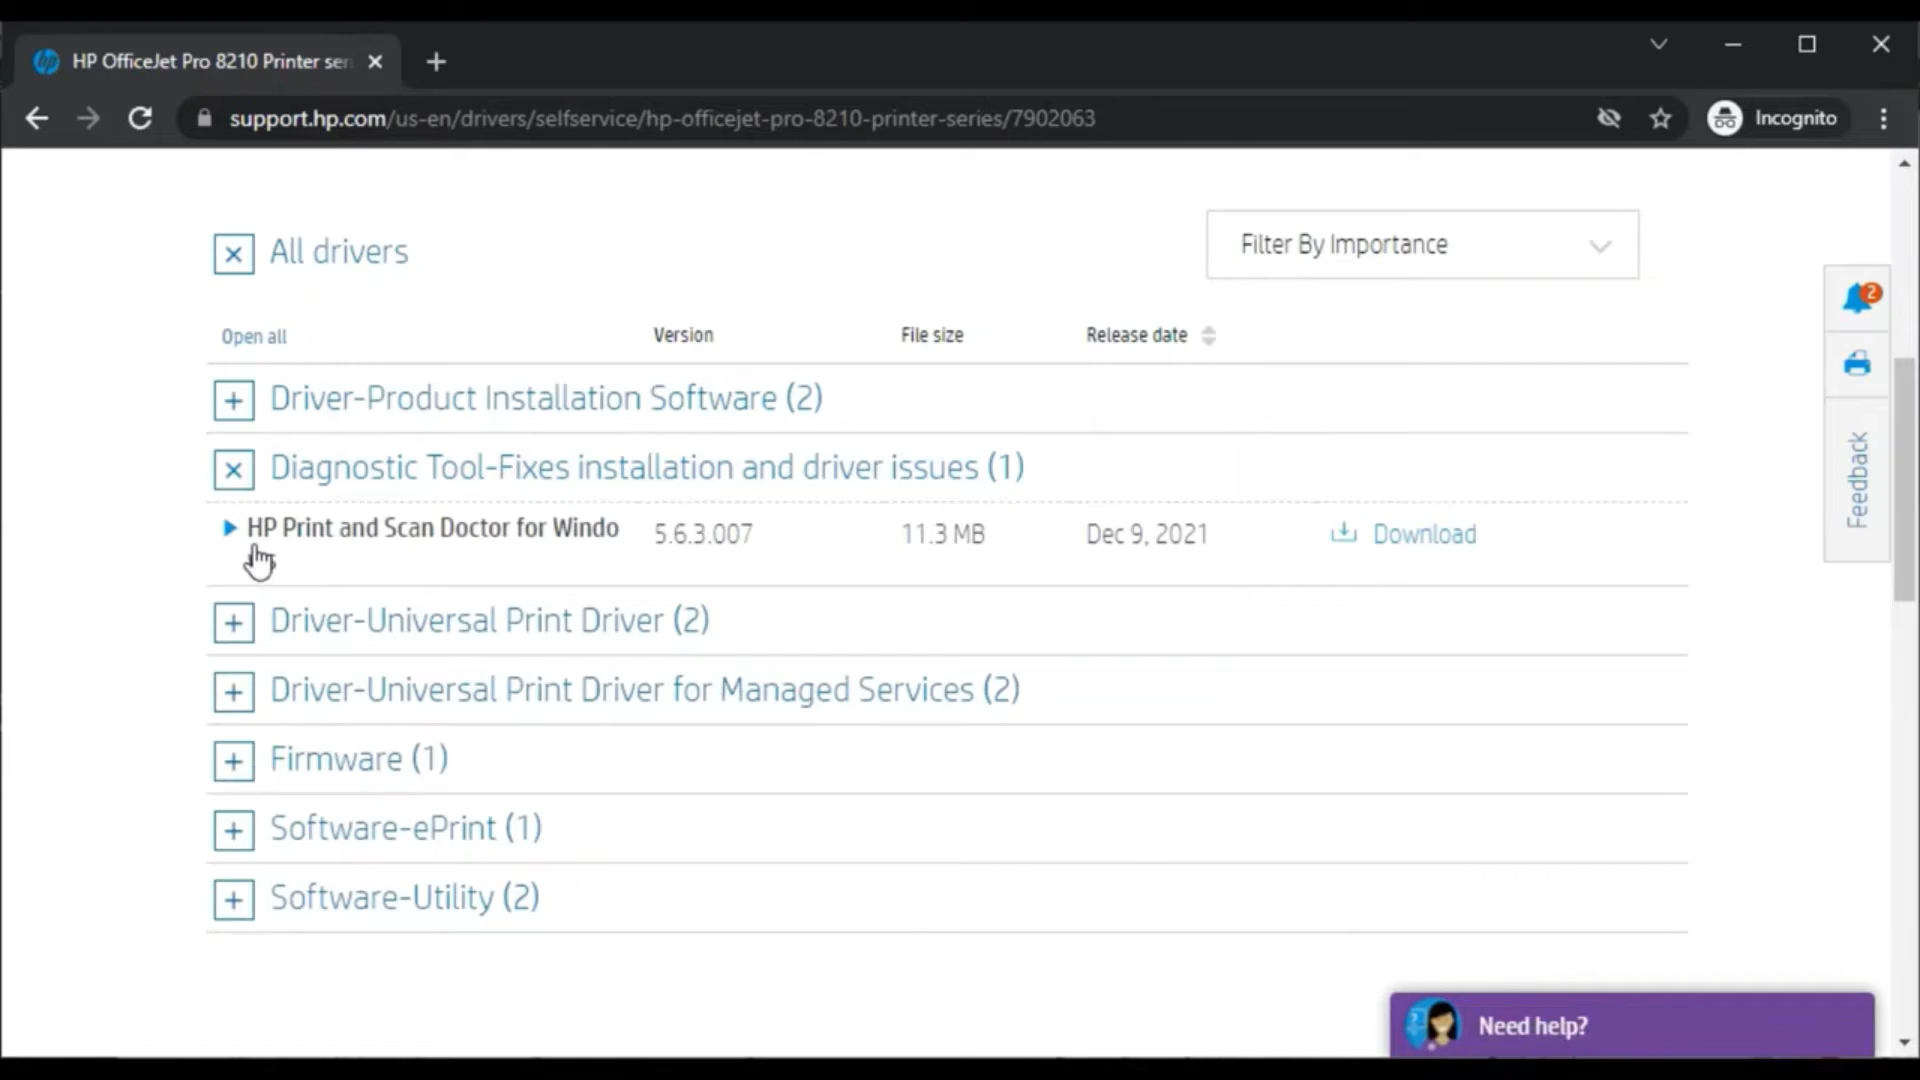 HP OfficeJet Pro 8210 Printer ser
support.hp.com/us-en/drivers/selfservice/hp-officejet-pro-8210-printer-series/7902063
Incognito
All drivers
Filter By Importance
2
Open all
Version
File size
Release date
Driver-Product Installation Software (2)
Diagnostic Tool-Fixes installation and driver issues (1)
HP Print and Scan Doctor for Windo
5.6.3.007
11.3 MB
Dec 9, 2021
Download
Feedback
Driver-Universal Print Driver (2)
Driver-Universal Print Driver for Managed Services (2)
Firmware (1)
Software-ePrint (1)
Software-Utility (2)
Need help?